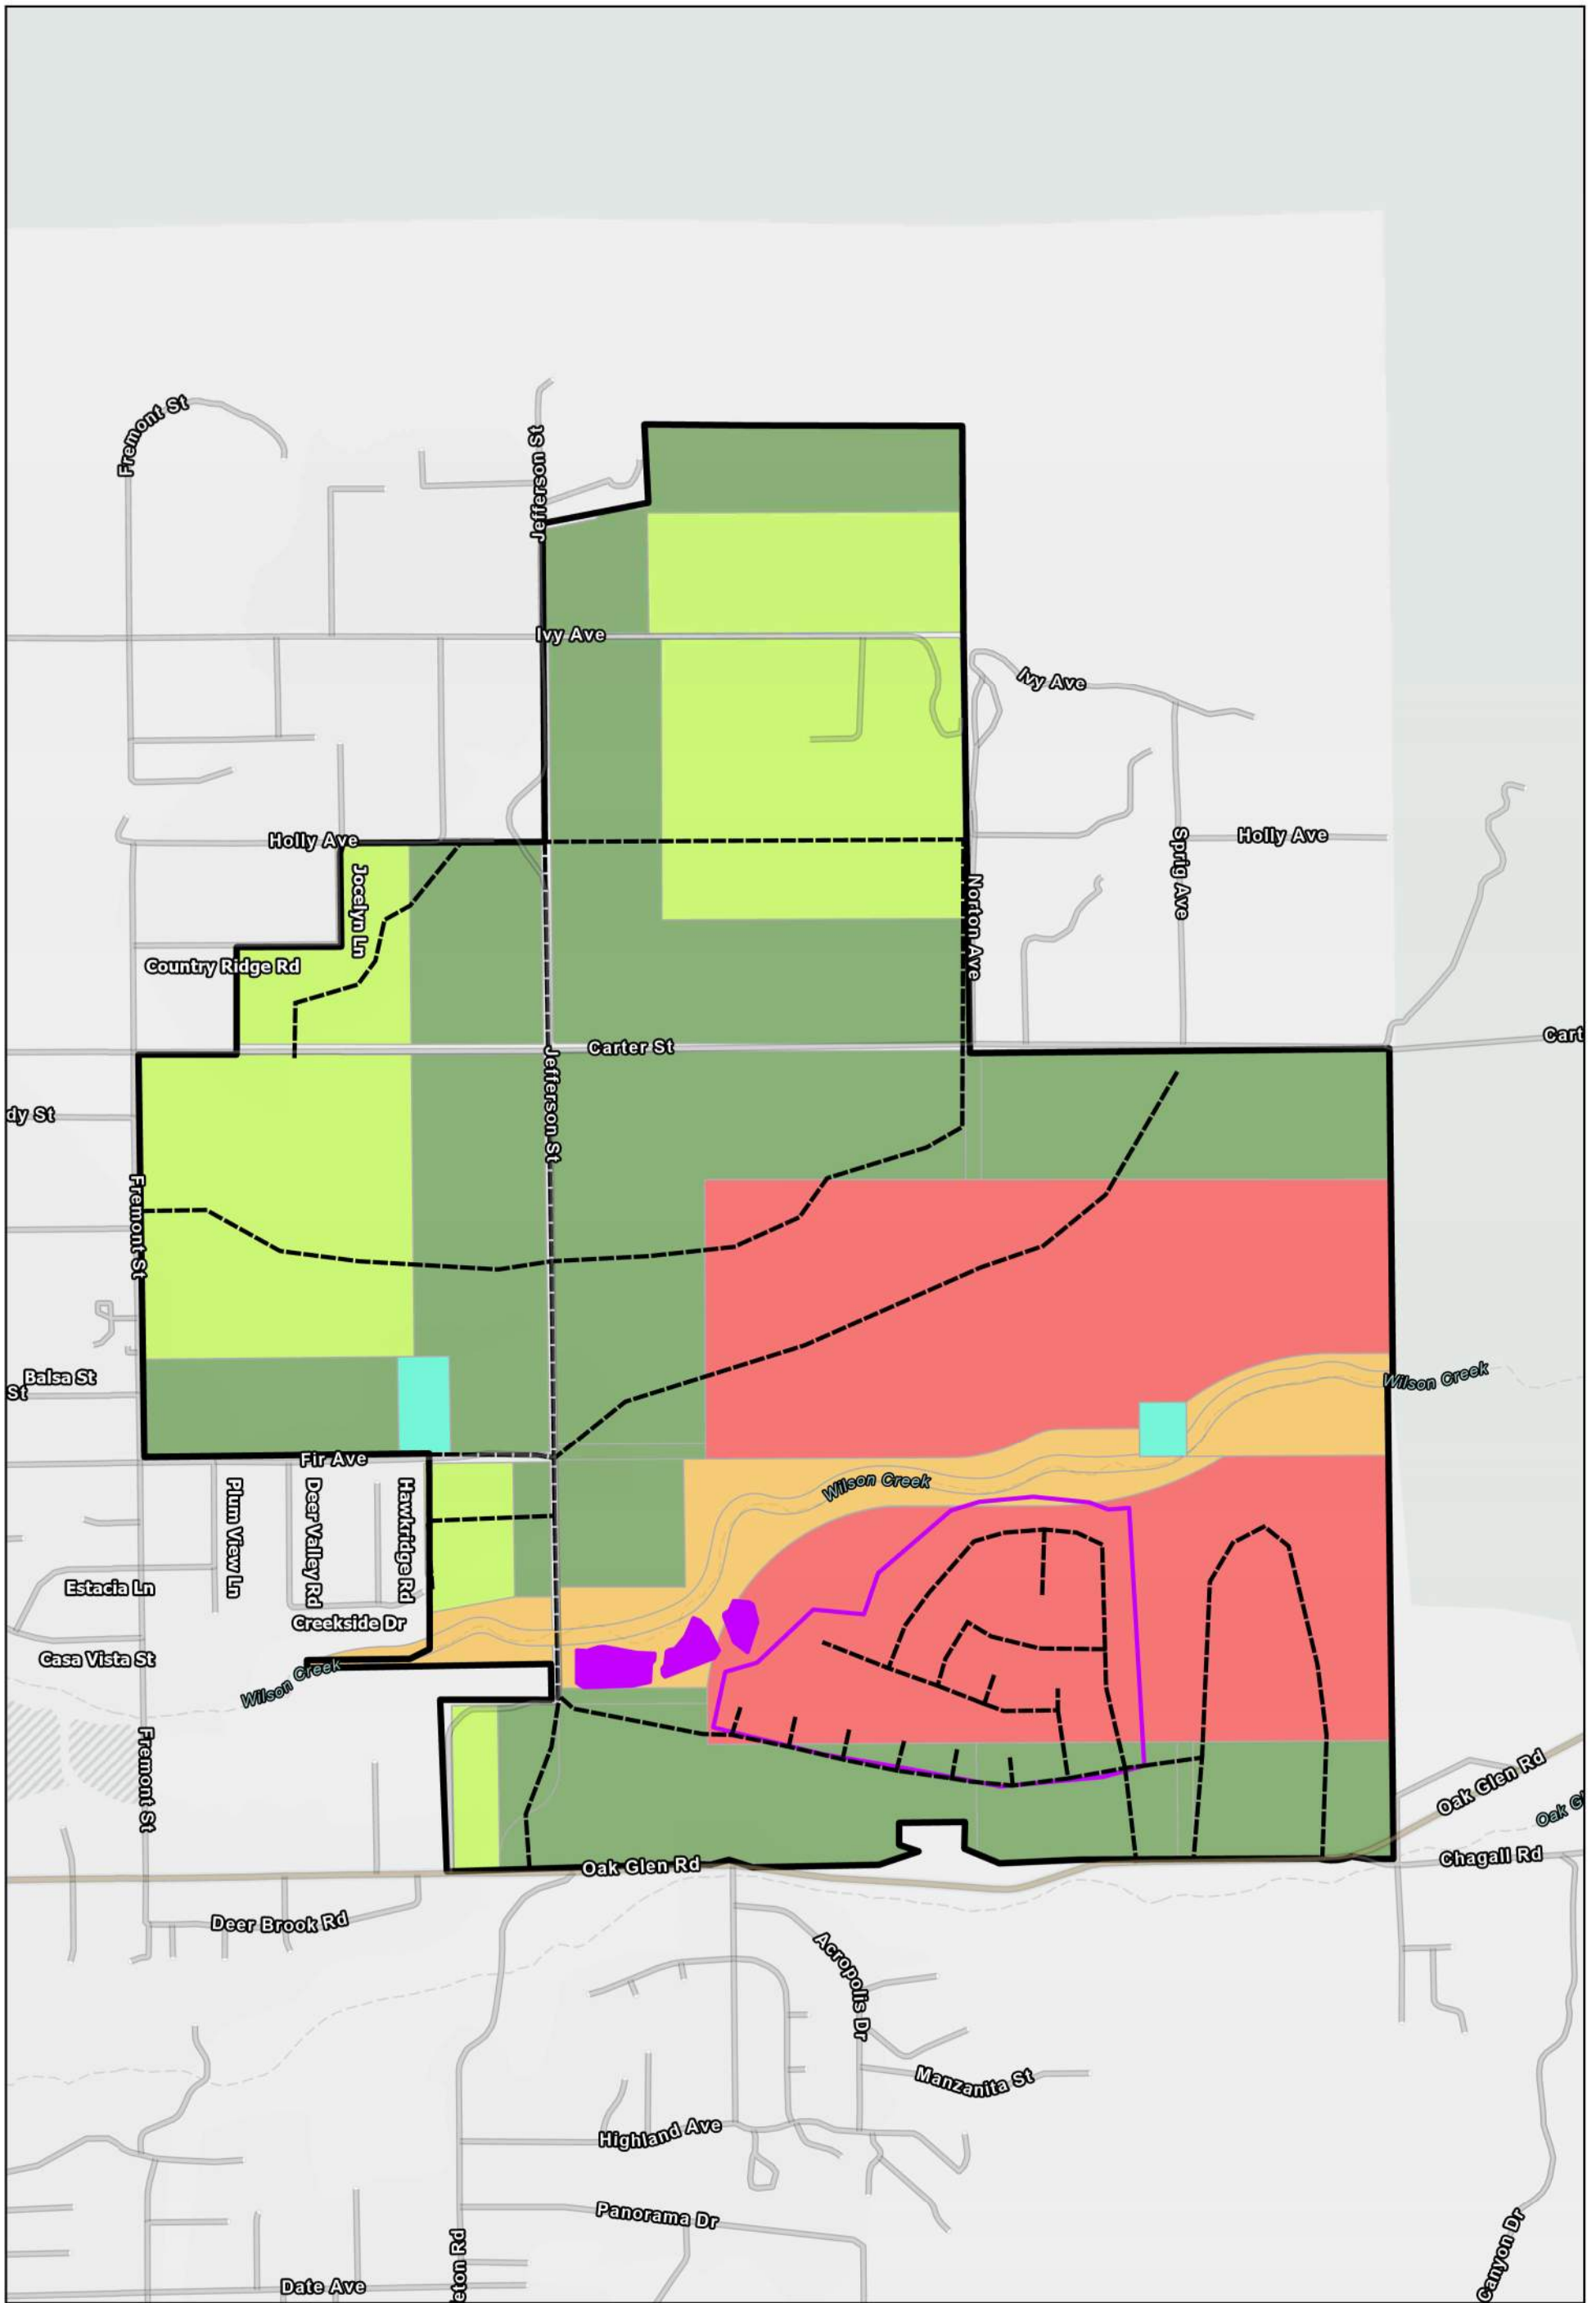 Fremont St
Jefferson St
Ivy Ave
Ivy Ave
Holly Ave
Holly Ave
Jocelyn Ln
Sprig Ave
Norton Ave
Country Ridge Rd
Carter St
Cart
Jefferson St
dy St
Fremont St
Balsa St
St
Wilson Creek
Fir Ave
Wilson Creek
Plum View Ln
Deer Valley Rd
Hawkridge Rd
Estacia Ln
Creekside Dr
Casa Vista St
Wilson Creek
Fremont St
Oak Glen Rd
Oak Gl
Chagall Rd
Oak Glen Rd
Deer Brook Rd
Acropolis Dr
Manzanita St
Highland Ave
Panorama Dr
eton Rd
Canyon Dr
Date Ave